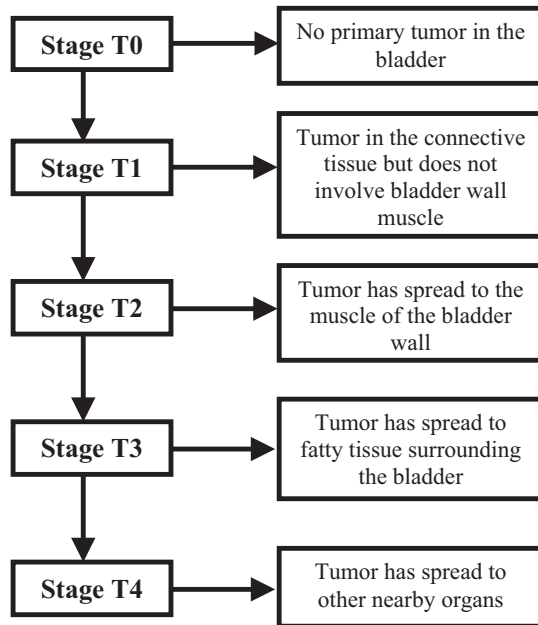 Stage T0
No primary tumor in the
bladder
Stage T1
Tumor in the connective
tissue but does not
involve bladder wall
muscle
Stage T2
Tumor has spread to the
muscle of the bladder
wall
Stage T3
Tumor has spread to
fatty tissue surrounding
the bladder
Stage T4
Tumor has spread to
other nearby organs